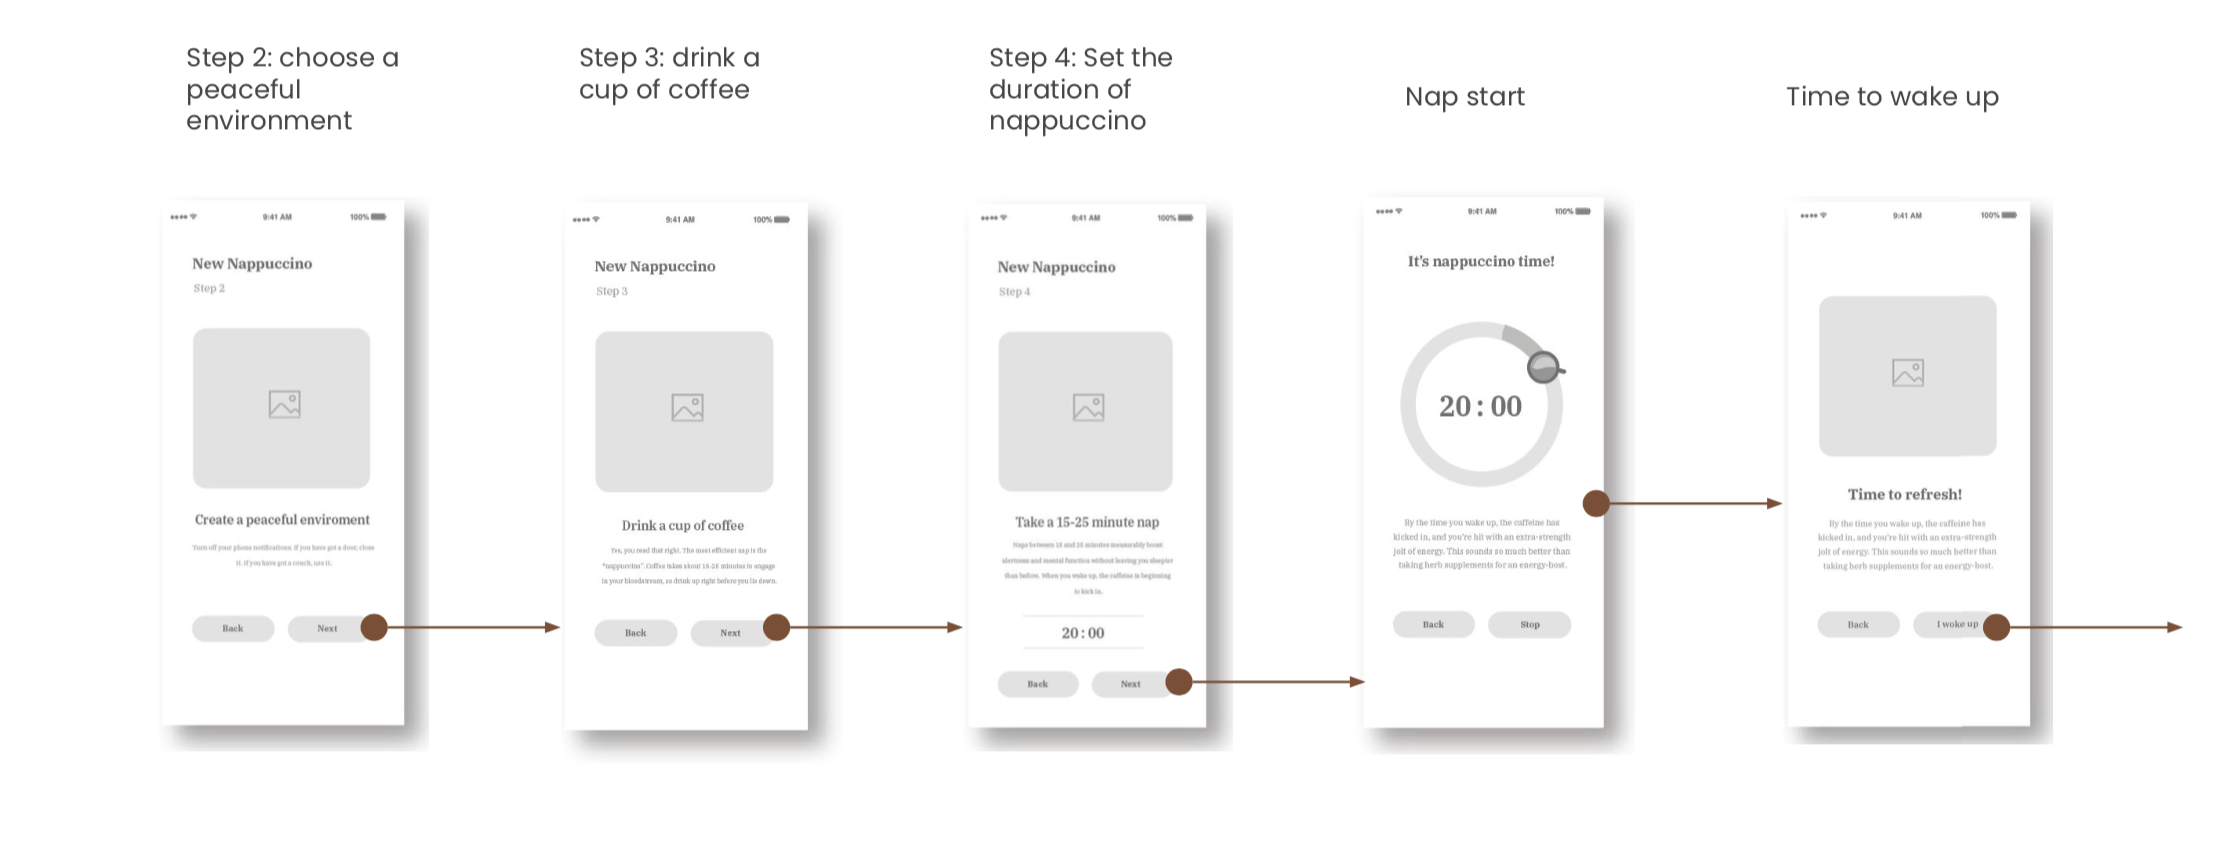 Step 2: choose a
peaceful
environment
Step 3: drink a
cup of coffee
Step 4: Set the
duration of
nappuccino
Nap start
Time to wake up
9:41 AM
100%
New Nappuccino
Step 2
Create a peaceful enviroment
Turn off your phone notifications. If you have got a door, close
it. If you have got a couch, use it.
Back
Next
9:41 AM
100%
New Nappuccino
Step 3
Drink a cup of coffee
Yes, you read that right. The most efficient nap is the
"nappuccino". Coffee takes about 15-25 minutes to engage
in your bloodstream, so drink up right before you lie down.
Back
Next
9:41 AM
100%
New Nappuccino
Step 4
Take a 15-25 minute nap
Naps between 15 and 25 minutes measurably boost
alertness and mental function without leaving you sleepier
than before. When you wake up, the caffeine is beginning
to kick in.
20 : 00
Back
Next
9:41 AM
100%
It's nappuccino time!
20 : 00
By the time you wake up, the caffeine has
kicked in, and you're hit with an extra-strength
jolt of energy. This sounds so much better than
taking herb supplements for an energy-bost.
Back
Stop
9:41 AM
100%
Time to refresh!
By the time you wake up, the caffeine has
kicked in, and you're hit with an extra-strength
jolt of energy. This sounds so much better than
taking herb supplements for an energy-bost.
Back
I woke up